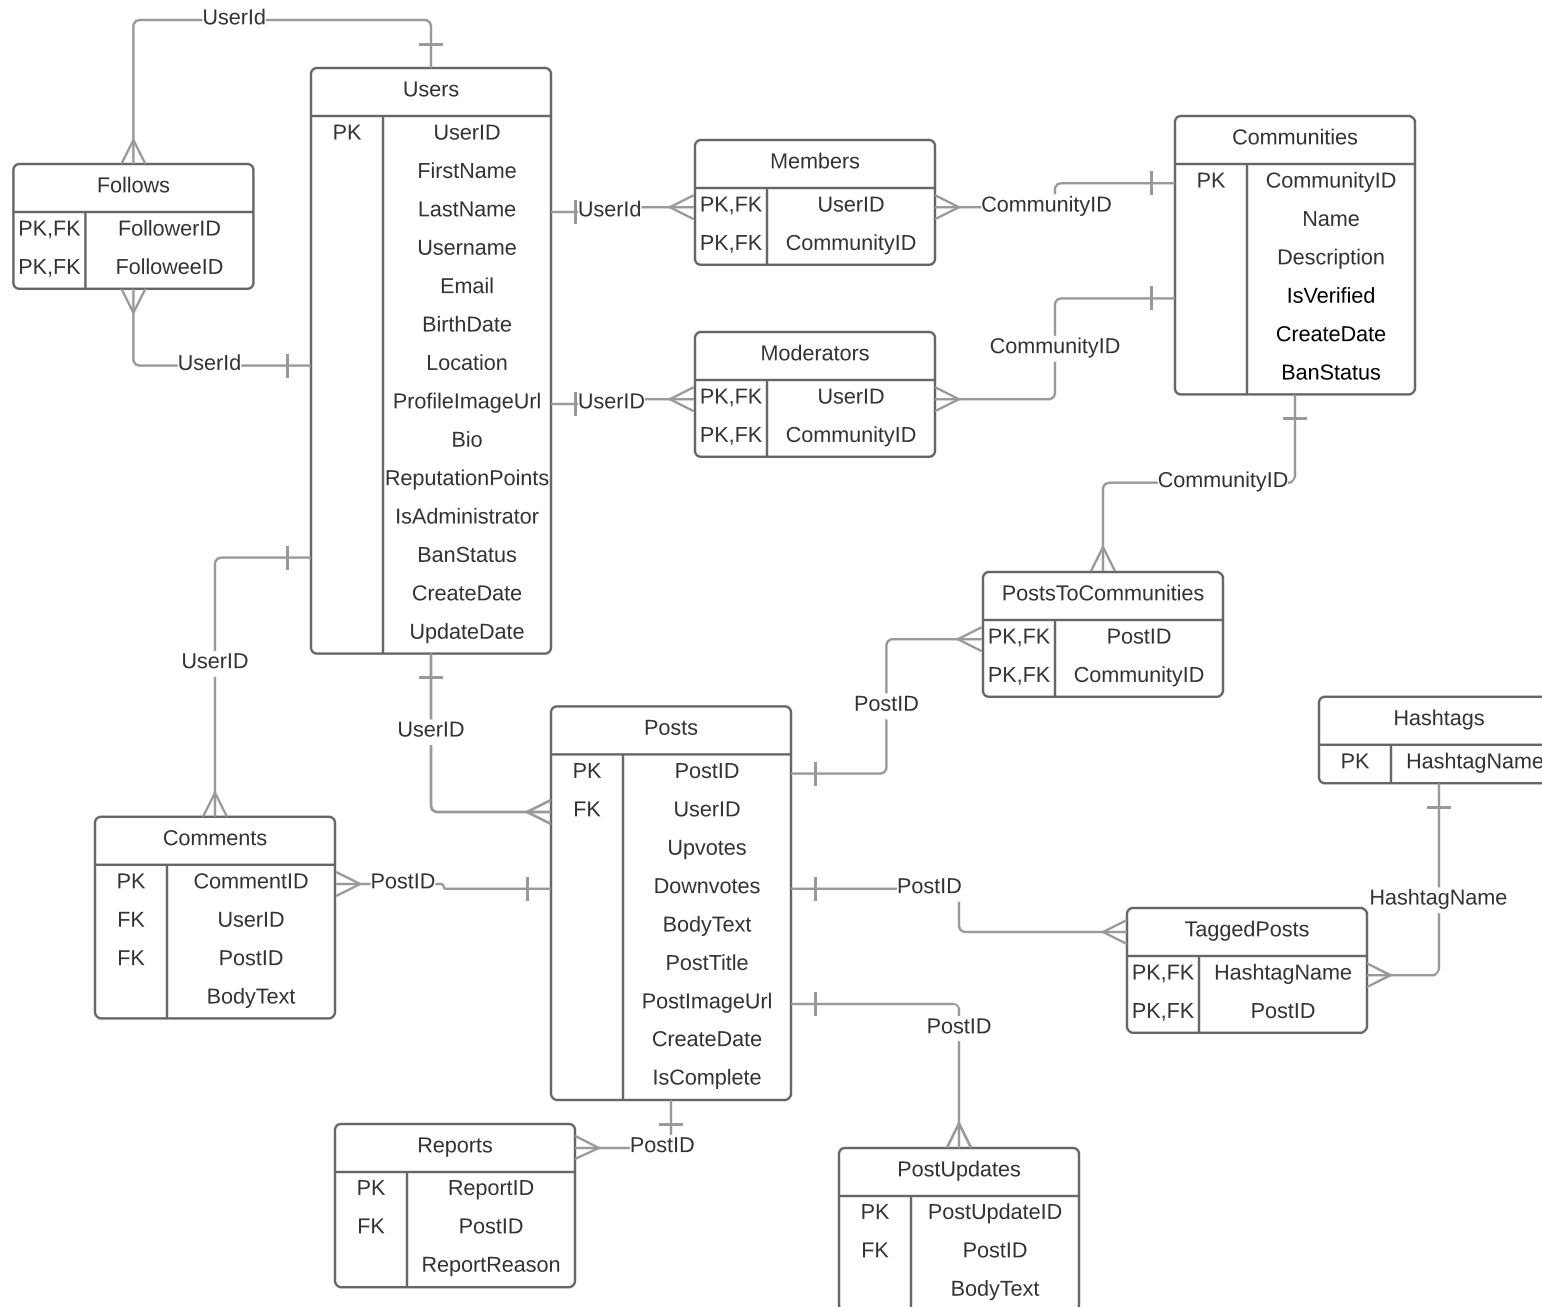 UserId
Users
PK UserID
FirstName
LastName
Username
Email
BirthDate
Location
ProfileImageUrl
Bio
ReputationPoints
IsAdministrator
BanStatus
CreateDate
UpdateDate
Follows
PK,FK FollowerID
PK,FK FolloweeID
UserId
UserId
Members
PK,FK UserID
PK,FK CommunityID
CommunityID
Communities
PK CommunityID
Name
Description
IsVerified
CreateDate
BanStatus
UserID
Moderators
PK,FK UserID
PK,FK CommunityID
CommunityID
CommunityID
PostsToCommunities
PK,FK PostID
PK,FK CommunityID
PostID
UserID
UserID
Posts
PK PostID
FK UserID
Upvotes
Downvotes
BodyText
PostTitle
PostImageUrl
CreateDate
IsComplete
Hashtags
PK HashtagName
HashtagName
Comments
PK CommentID
FK UserID
FK PostID
BodyText
PostID
PostID
TaggedPosts
PK,FK HashtagName
PK,FK PostID
PostID
Reports
PK ReportID
FK PostID
ReportReason
PostID
PostUpdates
PK PostUpdateID
FK PostID
BodyText